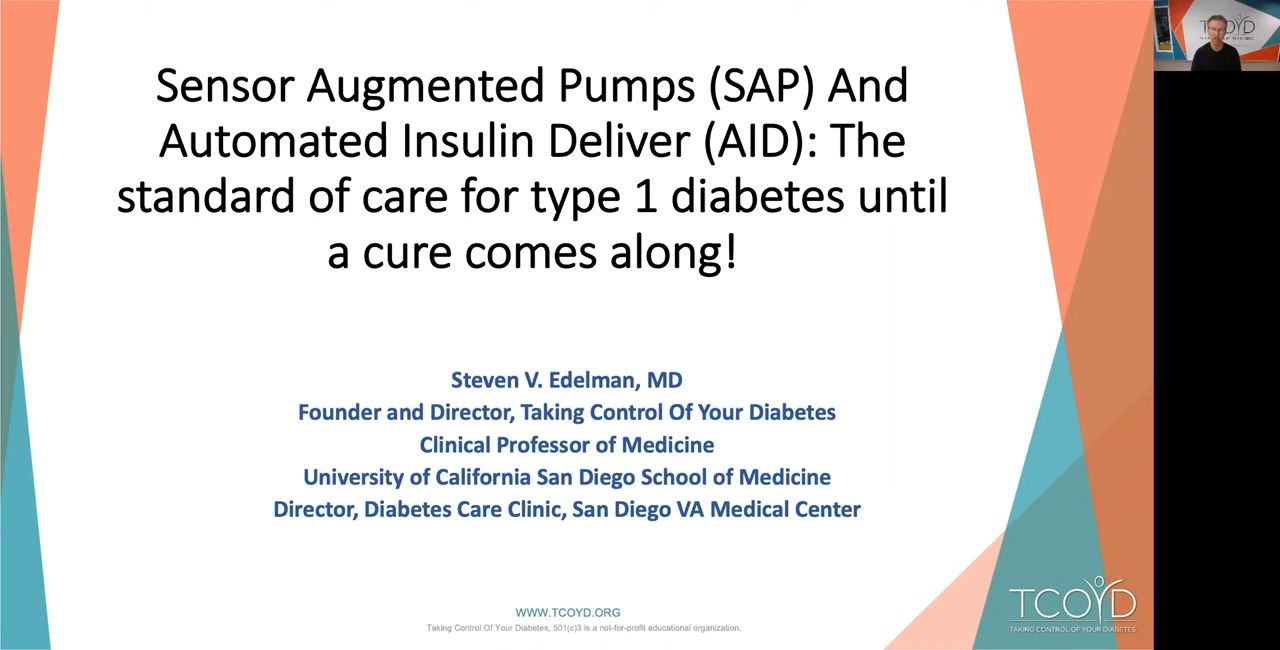 Sensor Augmented Pumps (SAP) And
Automated Insulin Deliver (AID): The
standard of care for type 1 diabetes until
a cure comes along!
Steven V. Edelman, MD
Founder and Director, Taking Control Of Your Diabetes
Clinical Professor of Medicine
University of California San Diego School of Medicine
Director, Diabetes Care Clinic, San Diego VA Medical Center
WWW.TCOYD.ORG
Taking Control Of Your Diabetes, 501(c)3 is a not-for-profit educational organization.
TCOYD
TAKING CONTROL OF YOUR DIABETES
TCOYD